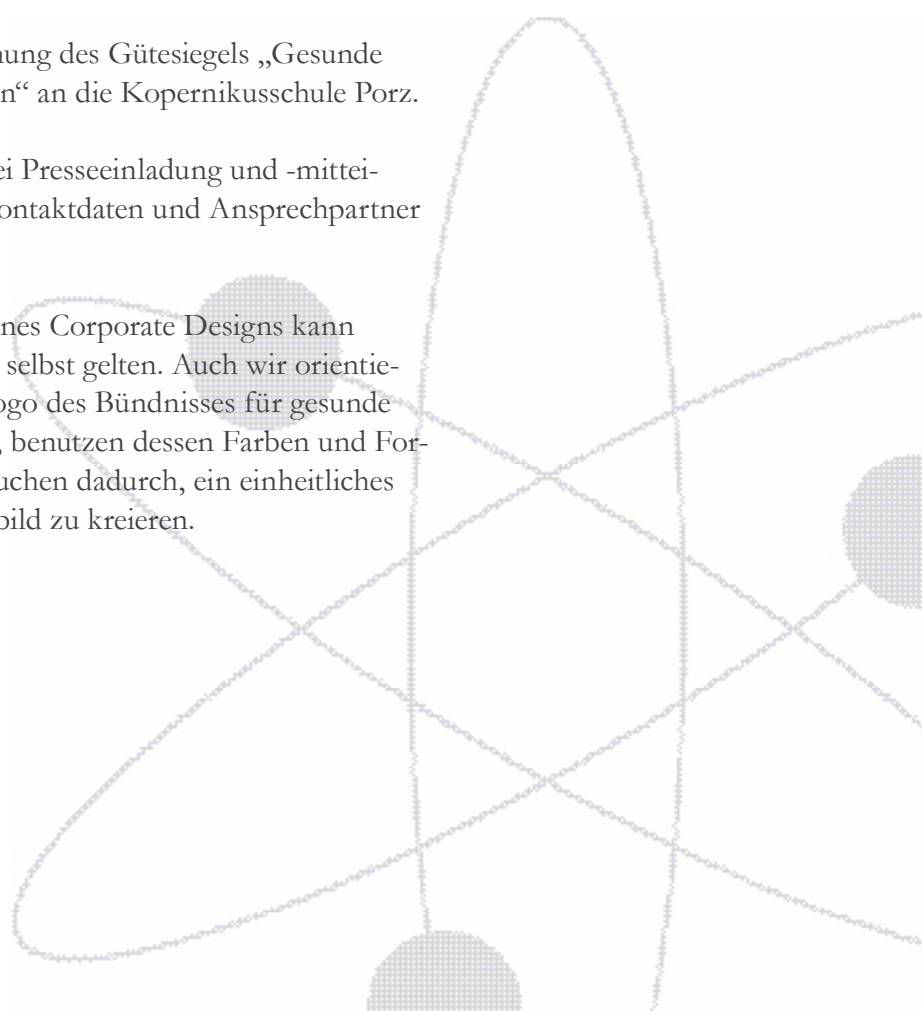 nung des Gütesiegels „Gesunde
n“ an die Kopernikusschule Porz.
ei Presseeinladung und -mittei-
ontaktdaten und Ansprechpartner
nes Corporate Designs kann
selbst gelten. Auch wir orientie-
ogo des Bündnisses für gesunde
, benutzen dessen Farben und For-
uchen dadurch, ein einheitliches
bild zu kreieren.